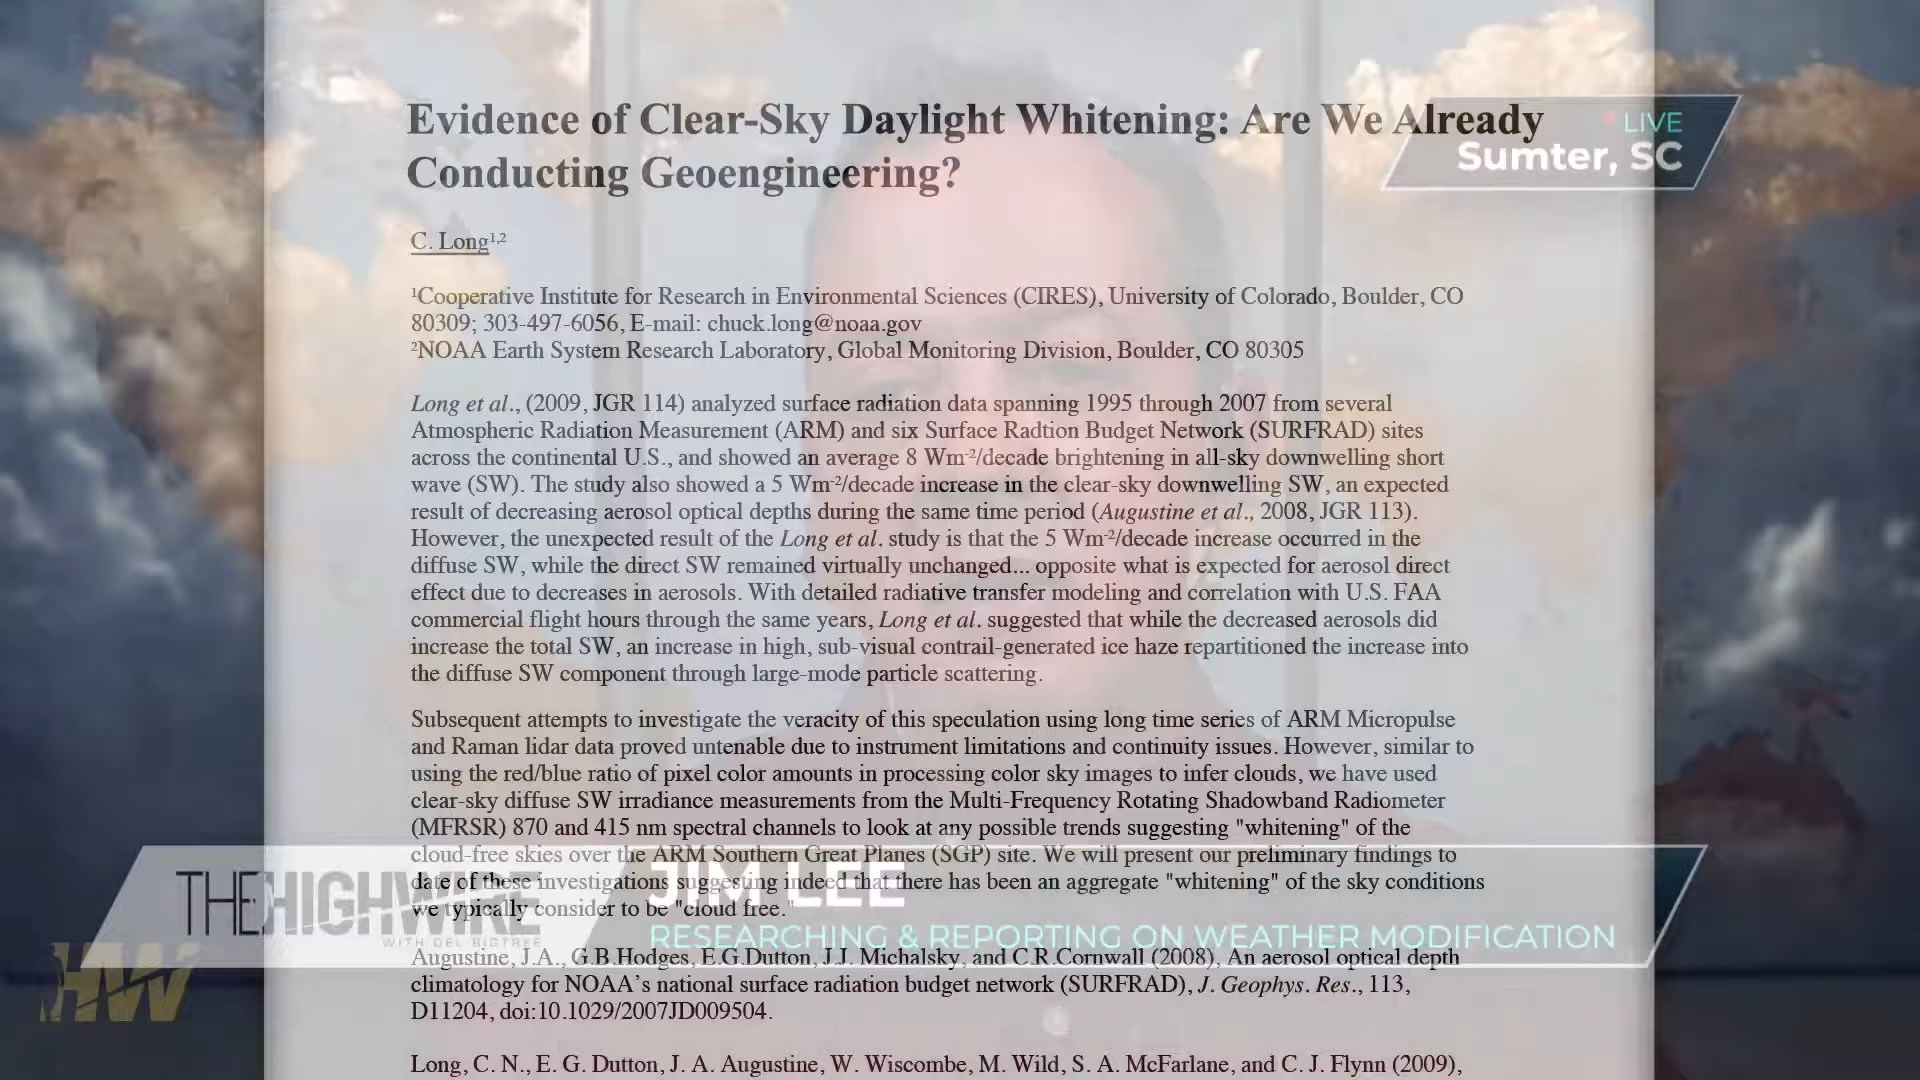 Evidence of Clear-Sky Daylight Whitening: Are We Already
Conducting Geoengineering?
LIVE
Sumter, SC
C. Long¹,²
¹Cooperative Institute for Research in Environmental Sciences (CIRES), University of Colorado, Boulder, CO
80309; 303-497-6056, E-mail: chuck.long@noaa.gov
²NOAA Earth System Research Laboratory, Global Monitoring Division, Boulder, CO 80305
Long et al., (2009, JGR 114) analyzed surface radiation data spanning 1995 through 2007 from several
Atmospheric Radiation Measurement (ARM) and six Surface Radtion Budget Network (SURFRAD) sites
across the continental U.S., and showed an average 8 Wm⁻²/decade brightening in all-sky downwelling short
wave (SW). The study also showed a 5 Wm⁻²/decade increase in the clear-sky downwelling SW, an expected
result of decreasing aerosol optical depths during the same time period (Augustine et al., 2008, JGR 113).
However, the unexpected result of the Long et al. study is that the 5 Wm⁻²/decade increase occurred in the
diffuse SW, while the direct SW remained virtually unchanged... opposite what is expected for aerosol direct
effect due to decreases in aerosols. With detailed radiative transfer modeling and correlation with U.S. FAA
commercial flight hours through the same years, Long et al. suggested that while the decreased aerosols did
increase the total SW, an increase in high, sub-visual contrail-generated ice haze repartitioned the increase into
the diffuse SW component through large-mode particle scattering.
Subsequent attempts to investigate the veracity of this speculation using long time series of ARM Micropulse
and Raman lidar data proved untenable due to instrument limitations and continuity issues. However, similar to
using the red/blue ratio of pixel color amounts in processing color sky images to infer clouds, we have used
clear-sky diffuse SW irradiance measurements from the Multi-Frequency Rotating Shadowband Radiometer
(MFRSR) 870 and 415 nm spectral channels to look at any possible trends suggesting "whitening" of the
cloud-free skies over the ARM Southern Great Planes (SGP) site. We will present our preliminary findings to
date of these investigations suggesting indeed that there has been an aggregate "whitening" of the sky conditions
we typically consider to be "cloud free."
THE HIGHWIRE
WITH DEL BIGTREE
JIM LEE
RESEARCHING & REPORTING ON WEATHER MODIFICATION
HW
Augustine, J.A., G.B.Hodges, E.G.Dutton, J.J. Michalsky, and C.R.Cornwall (2008), An aerosol optical depth
climatology for NOAA's national surface radiation budget network (SURFRAD), J. Geophys. Res., 113,
D11204, doi:10.1029/2007JD009504.
Long, C. N., E. G. Dutton, J. A. Augustine, W. Wiscombe, M. Wild, S. A. McFarlane, and C. J. Flynn (2009),